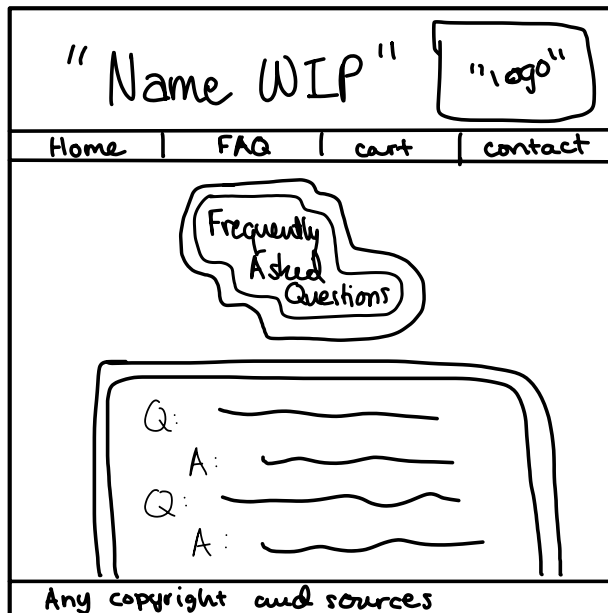 "Name WIP"
"logo"
Home FAQ cart contact
Frequently
Asked
Questions
Q:
A:
Q:
A:
Any copyright and sources